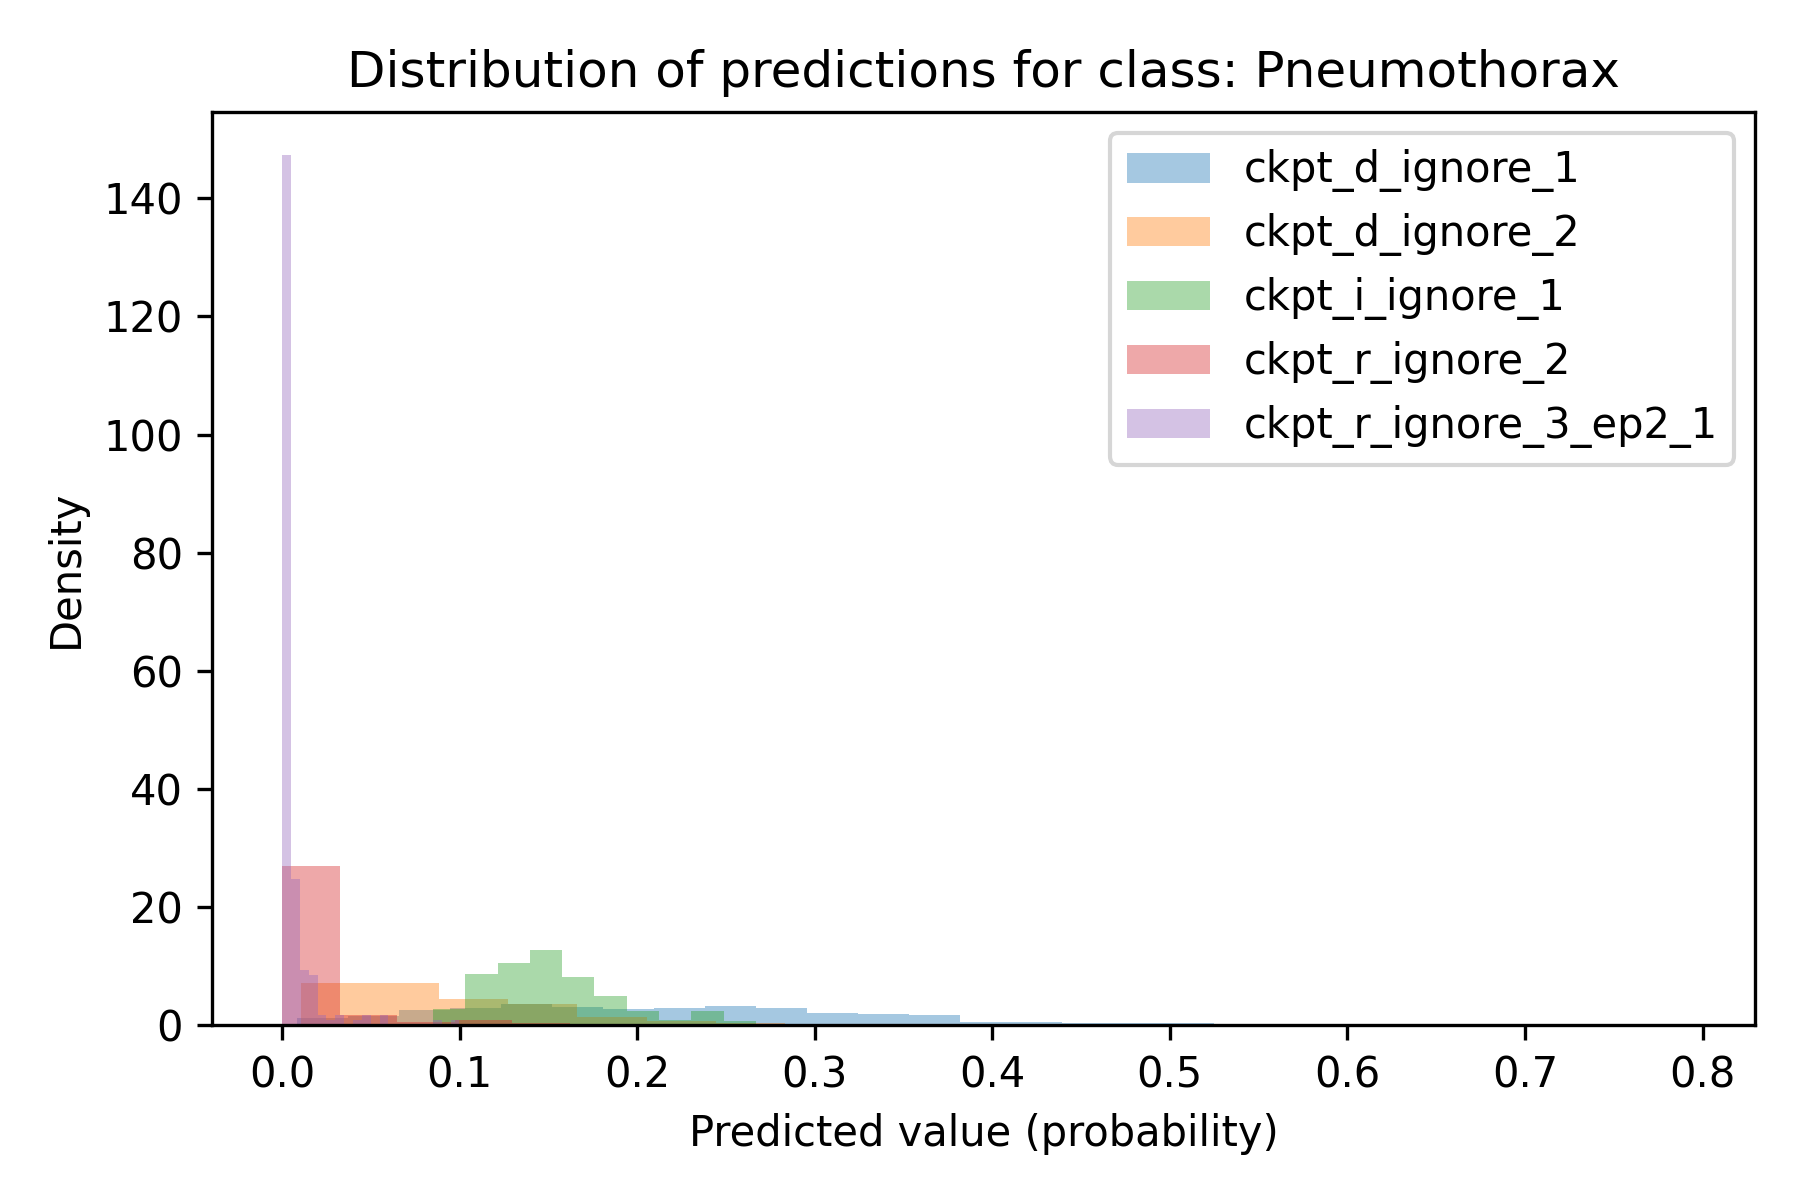 Distribution of predictions for class: Pneumothorax
ckpt_d_ignore_1
ckpt_d_ignore_2
ckpt_i_ignore_1
ckpt_r_ignore_2
ckpt_r_ignore_3_ep2_1
140
120
100
80
60
40
20
0
Density
0.0 0.1 0.2 0.3 0.4 0.5 0.6 0.7 0.8
Predicted value (probability)